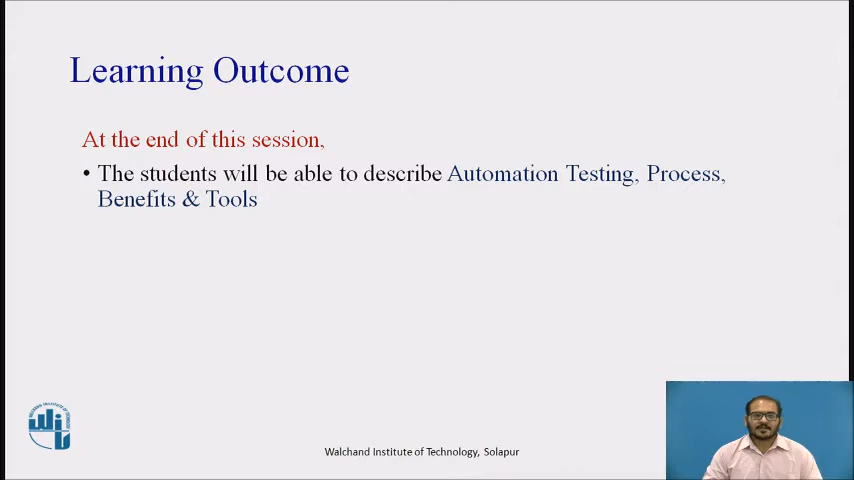 Learning Outcome
At the end of this session,
• The students will be able to describe Automation Testing, Process,
Benefits & Tools
Walchand Institute of Technology, Solapur